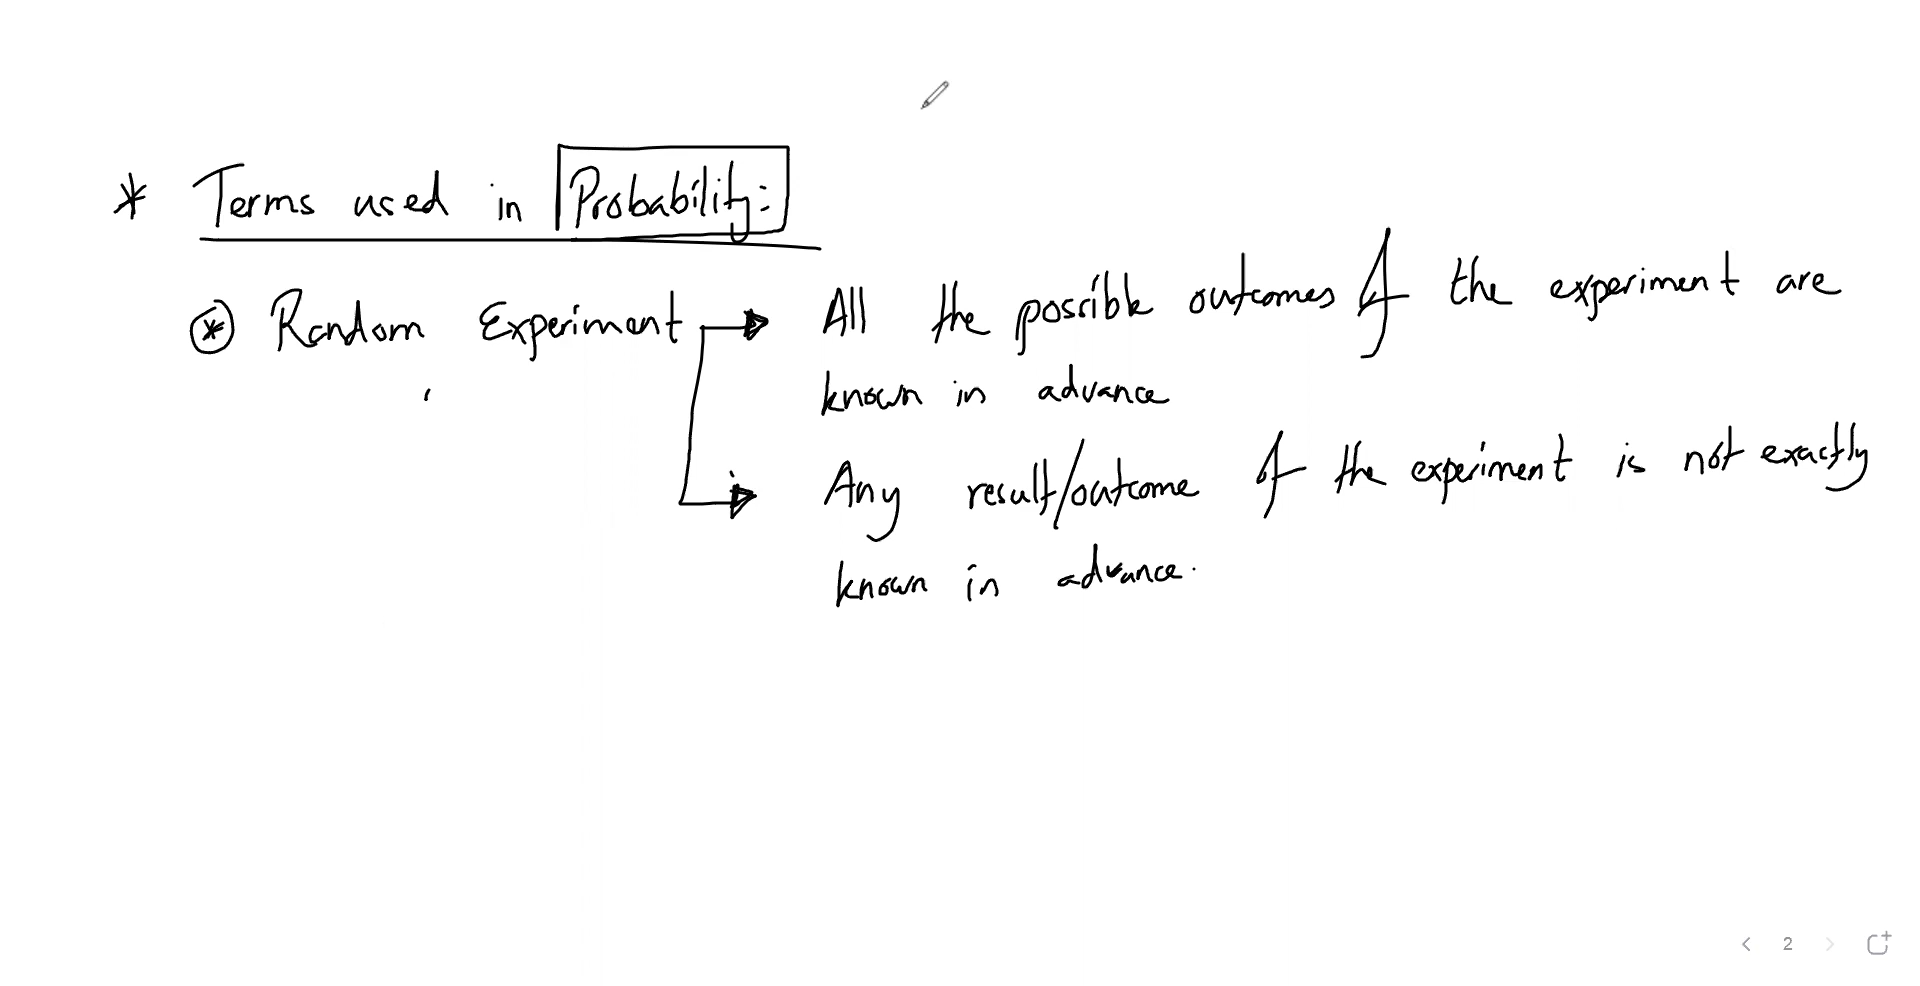 * Terms used in Probability:
* Random Experiment → All the possible outcomes of the experiment are
known in advance
→ Any result/outcome of the experiment is not exactly
known in advance.
2